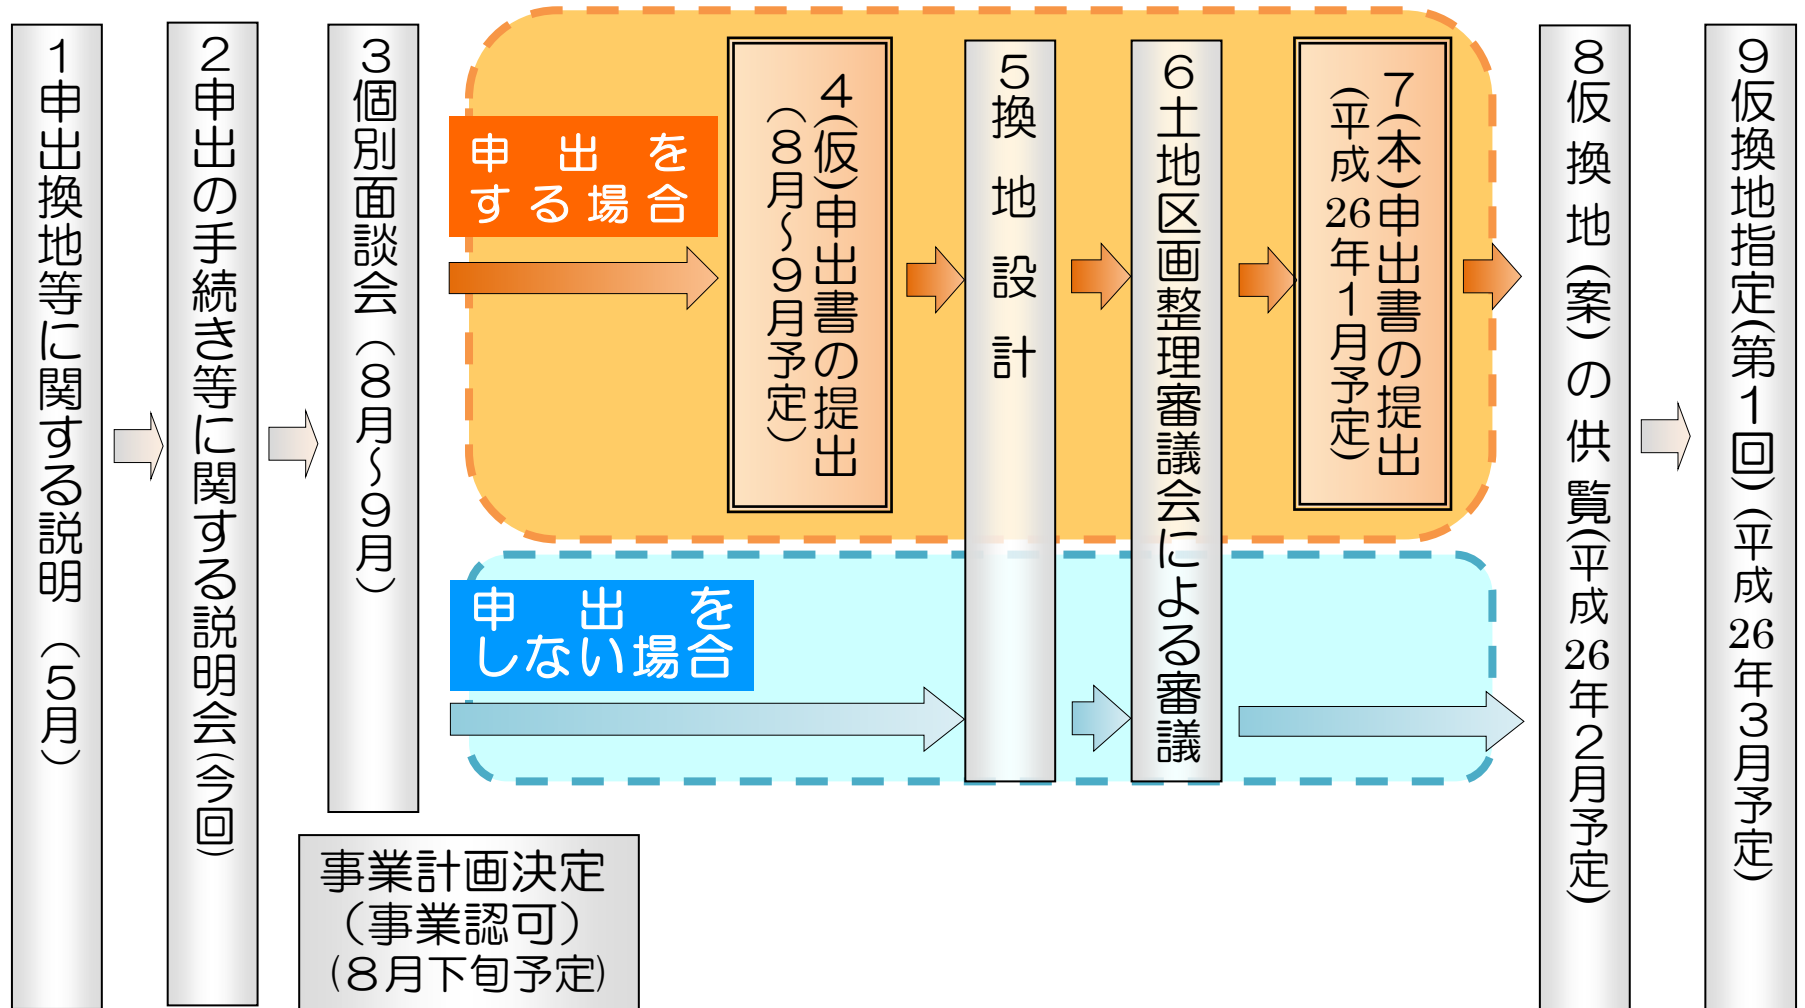 1申出換地等に関する説明（5月）
2申出の手続き等に関する説明会（今回）
3個別面談会（8月～9月）
申出を
する場合
4(仮)申出書の提出
（8月～9月予定）
5換地設計
6土地区画整理審議会による審議
7(本)申出書の提出
(平成26年1月予定)
申出を
しない場合
8仮換地(案)の供覧(平成26年2月予定)
9仮換地指定(第1回)(平成26年3月予定)
事業計画決定
（事業認可）
(8月下旬予定)